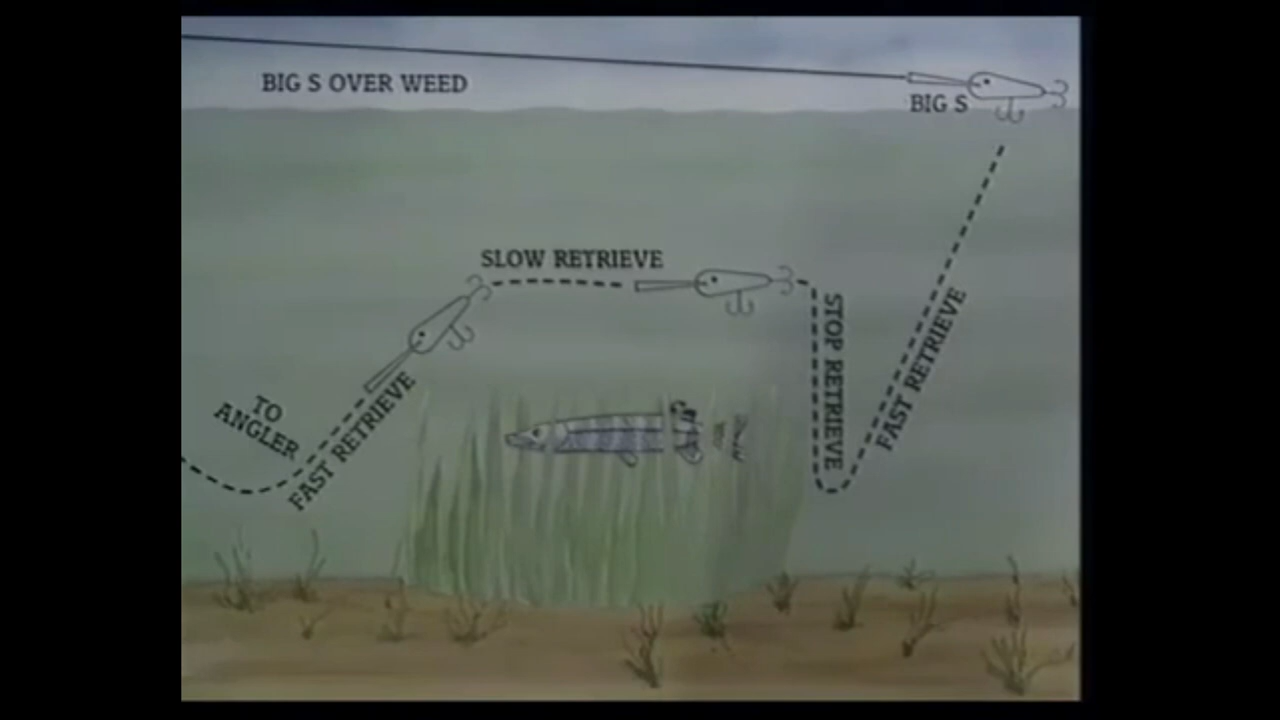 BIG S OVER WEED
BIG S
SLOW RETRIEVE
STOP RETRIEVE
FAST RETRIEVE
TO
ANGLER
FAST RETRIEVE